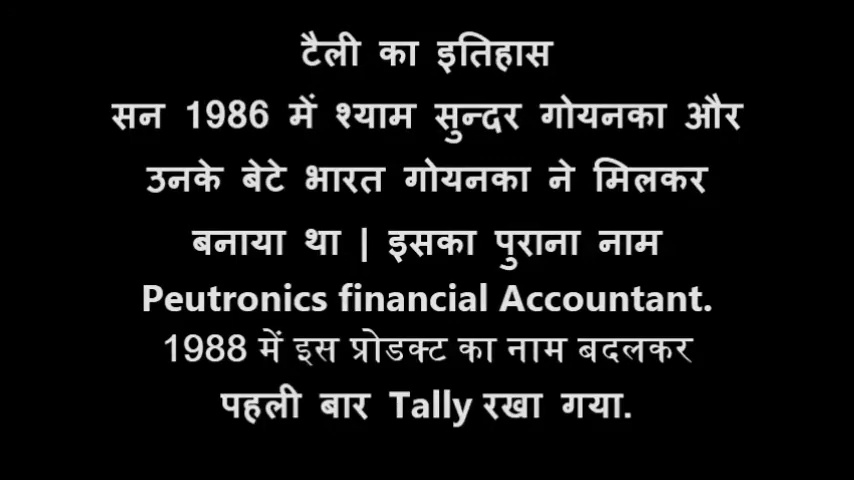 टैली का इतिहास
सन 1986 में श्याम सुन्दर गोयनका और
उनके बेटे भारत गोयनका ने मिलकर
बनाया था | इसका पुराना नाम
Peutronics financial Accountant.
1988 में इस प्रोडक्ट का नाम बदलकर
पहली बार Tally रखा गया.